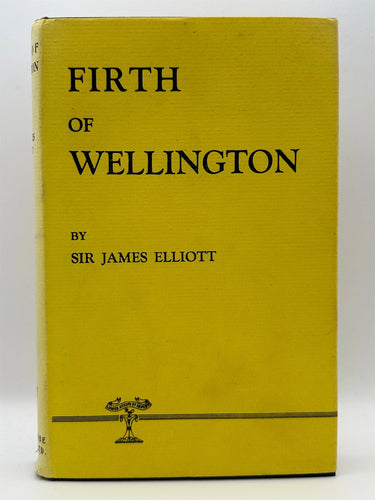 FIRTH
OF
WELLINGTON
BY
SIR JAMES ELLIOTT